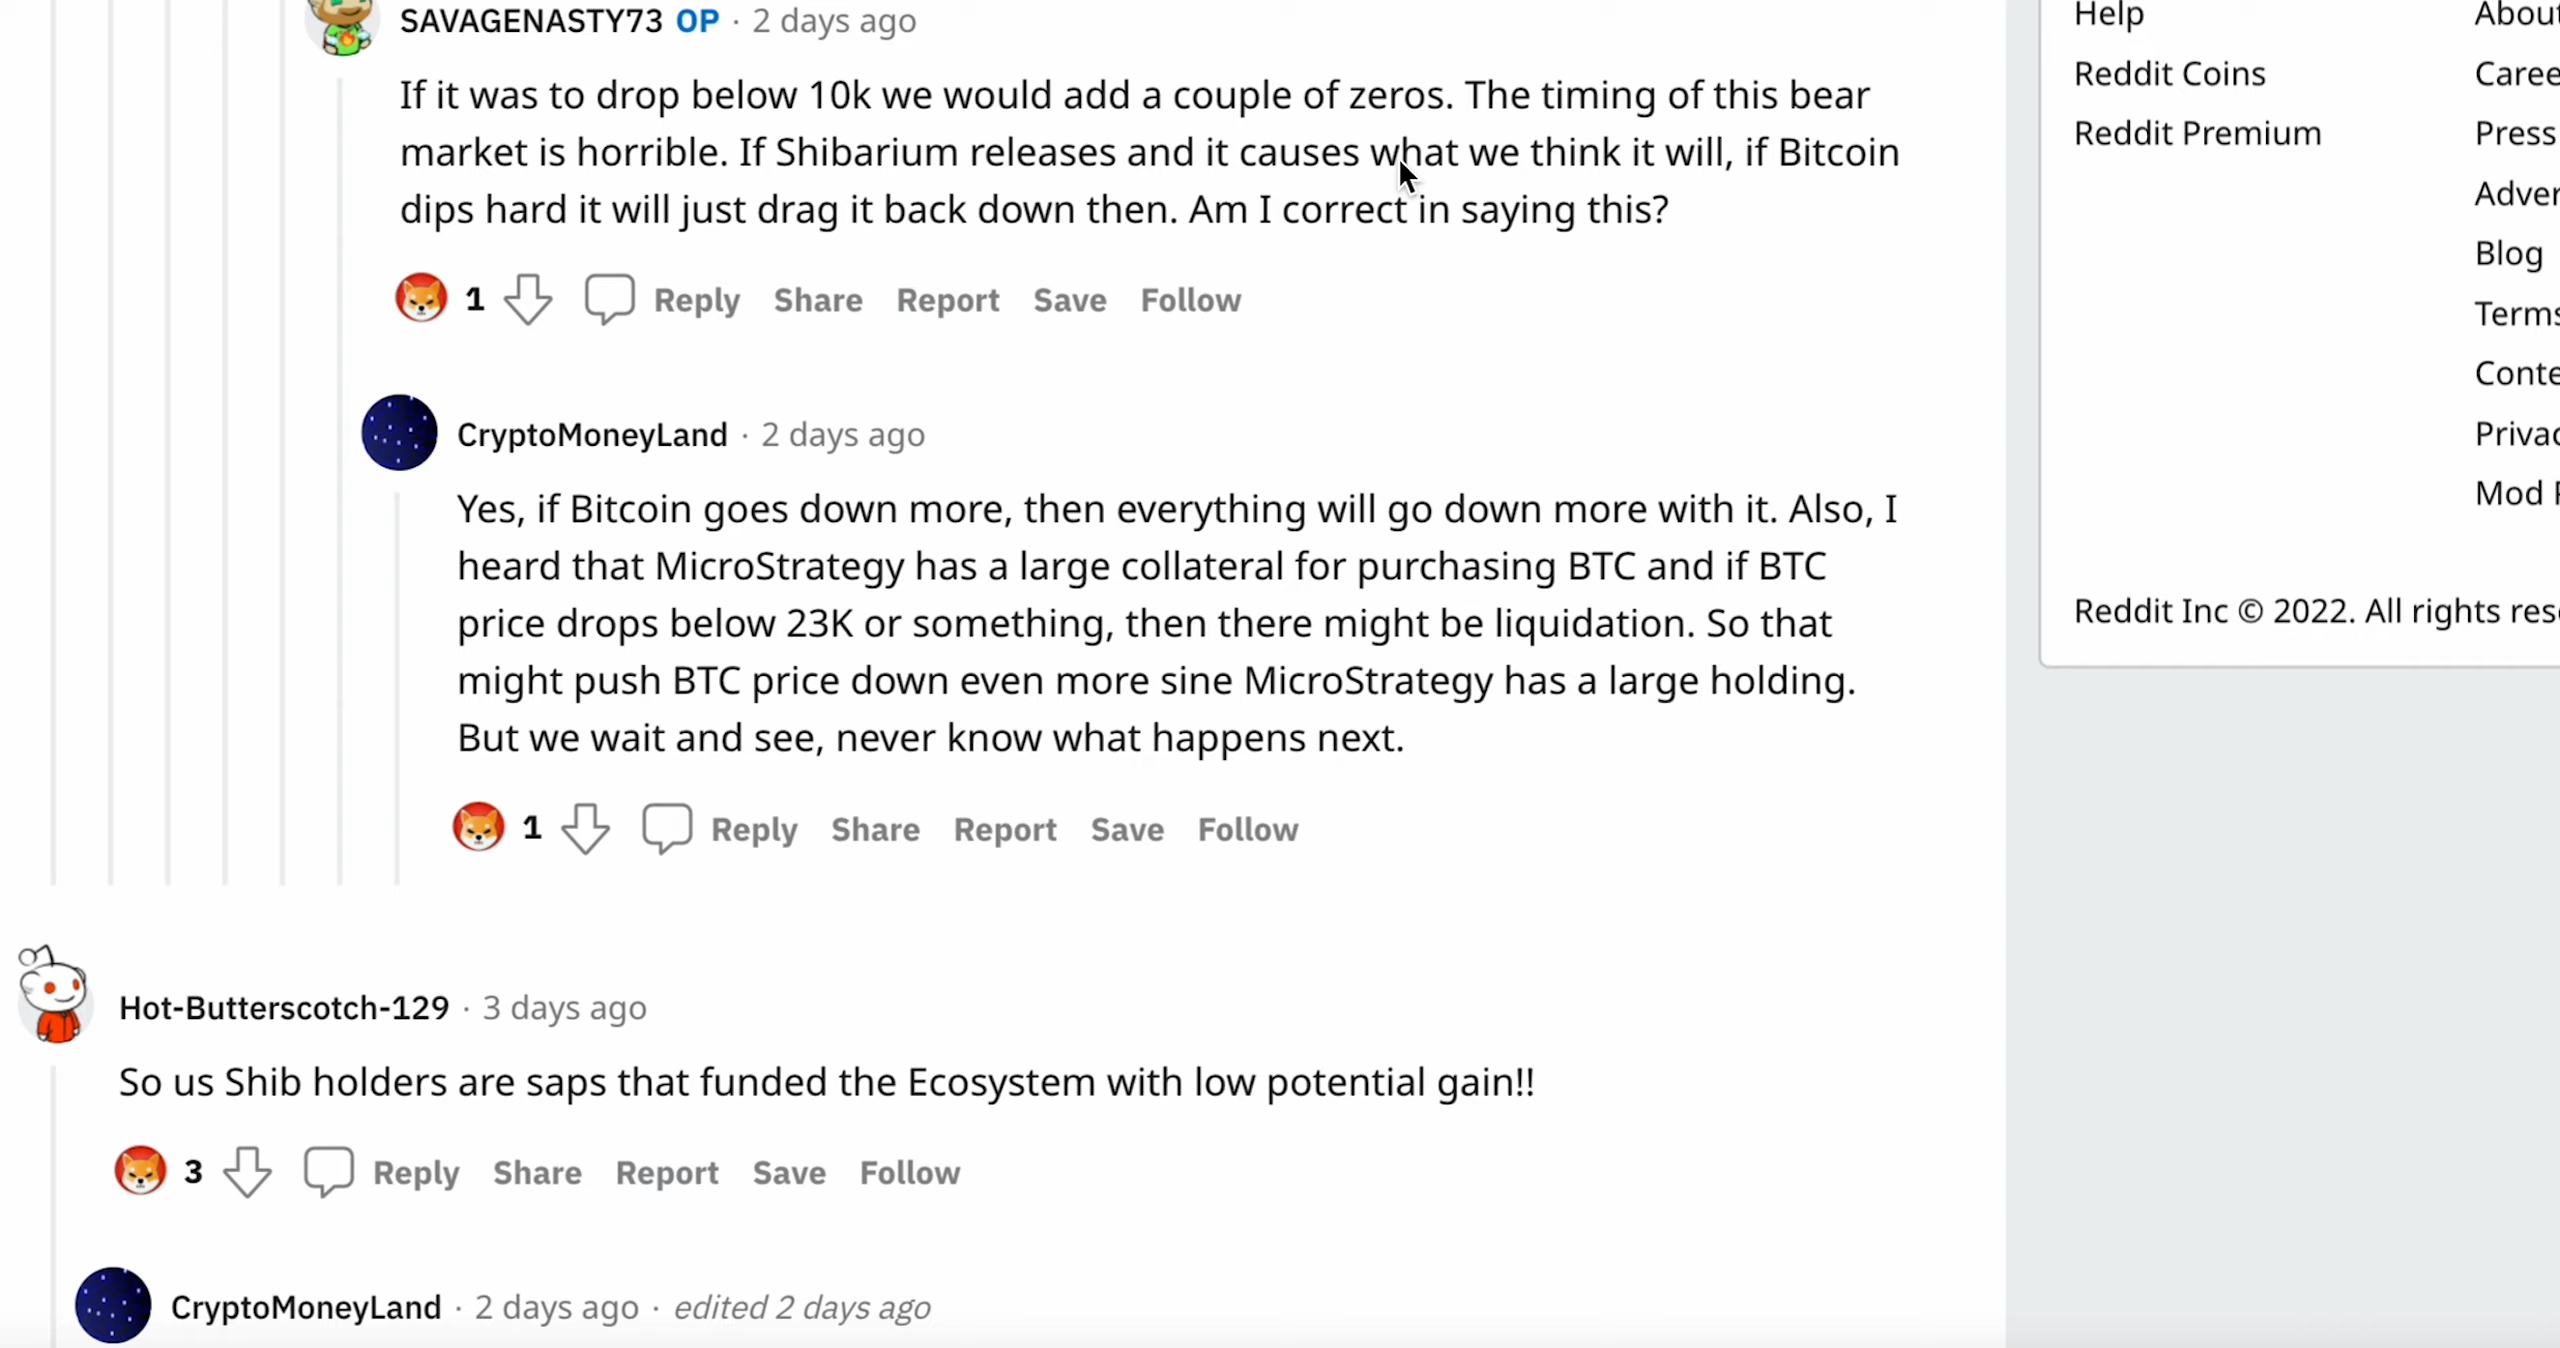 SAVAGENASTY73 OP · 2 days ago
If it was to drop below 10k we would add a couple of zeros. The timing of this bear
market is horrible. If Shibarium releases and it causes what we think it will, if Bitcoin
dips hard it will just drag it back down then. Am I correct in saying this?
1 Reply Share Report Save Follow
CryptoMoneyLand · 2 days ago
Yes, if Bitcoin goes down more, then everything will go down more with it. Also, I
heard that MicroStrategy has a large collateral for purchasing BTC and if BTC
price drops below 23K or something, then there might be liquidation. So that
might push BTC price down even more sine MicroStrategy has a large holding.
But we wait and see, never know what happens next.
1 Reply Share Report Save Follow
Hot-Butterscotch-129 · 3 days ago
So us Shib holders are saps that funded the Ecosystem with low potential gain!!
3 Reply Share Report Save Follow
CryptoMoneyLand · 2 days ago · edited 2 days ago
Help
Reddit Coins
Reddit Premium
About
Caree
Press
Adver
Blog
Terms
Conte
Privac
Mod P
Reddit Inc © 2022. All rights rese